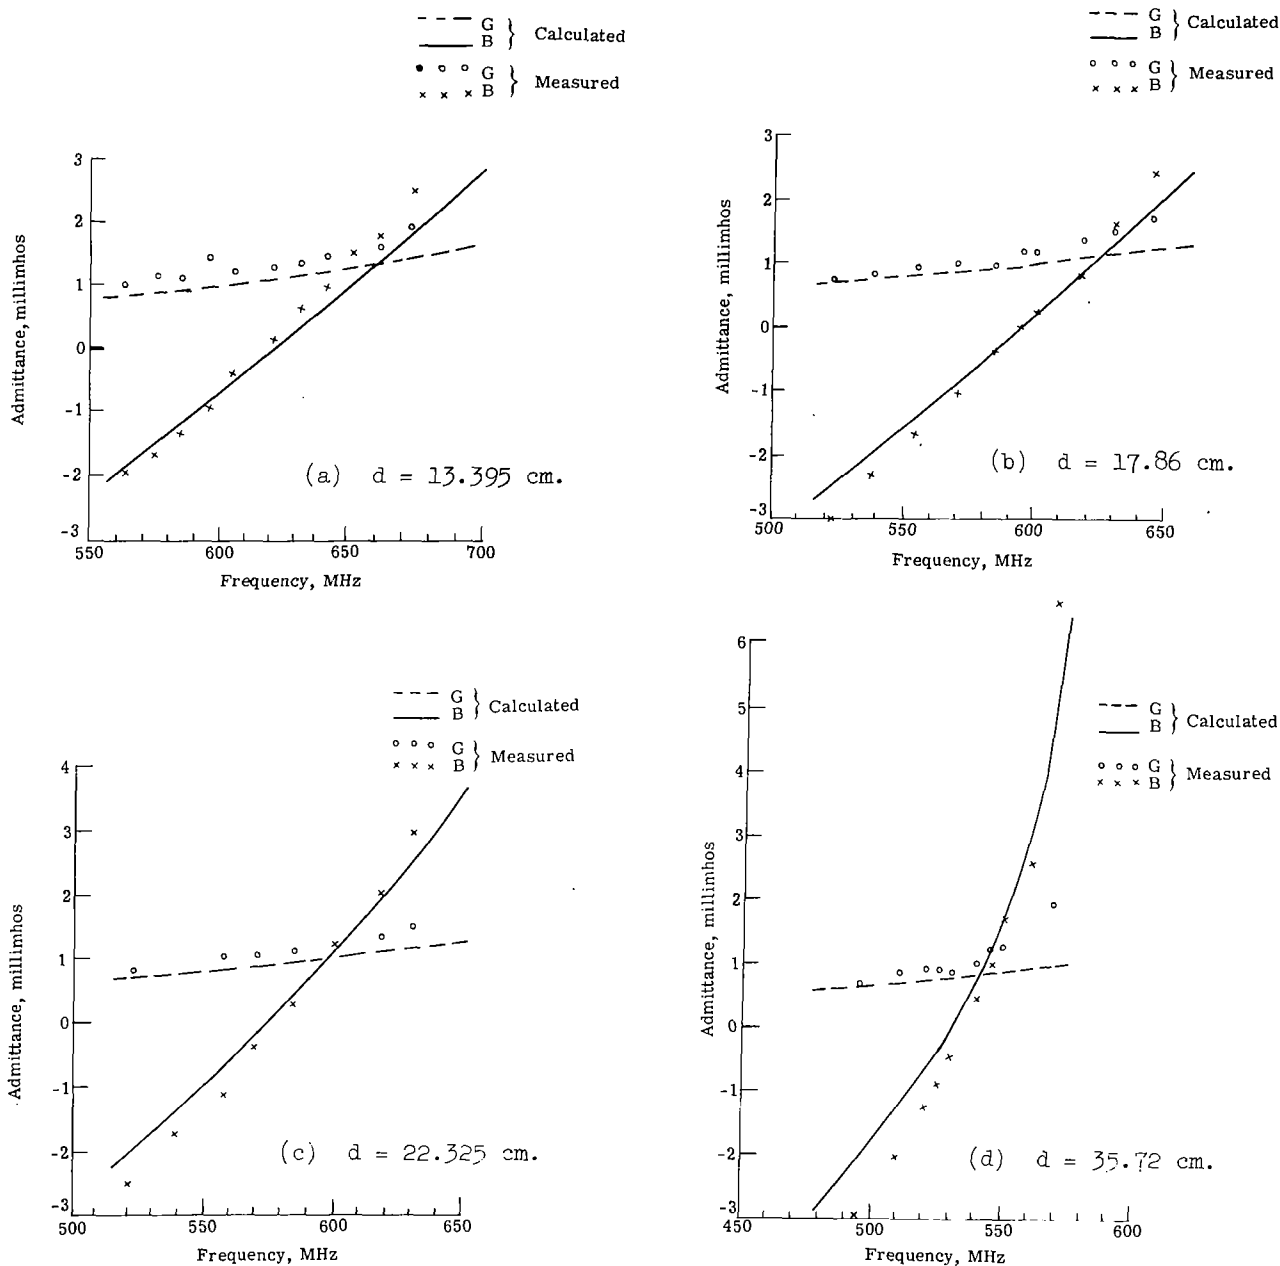 G
B
Calculated
G
B
Measured
3
2
1
0
-1
-2
-3
Admittance, millimhos
(a) d = 13.395 cm.
550 600 650 700
Frequency, MHz
G
B
Calculated
G
B
Measured
3
2
1
0
-1
-2
-3
Admittance, millimhos
(b) d = 17.86 cm.
500 550 600 650
Frequency, MHz
G
B
Calculated
G
B
Measured
4
3
2
1
0
-1
-2
-3
Admittance, millimhos
(c) d = 22.325 cm.
500 550 600 650
Frequency, MHz
G
B
Calculated
G
B
Measured
6
5
4
3
2
1
0
-1
-2
-3
Admittance, millimhos
(d) d = 35.72 cm.
450 500 550 600
Frequency, MHz